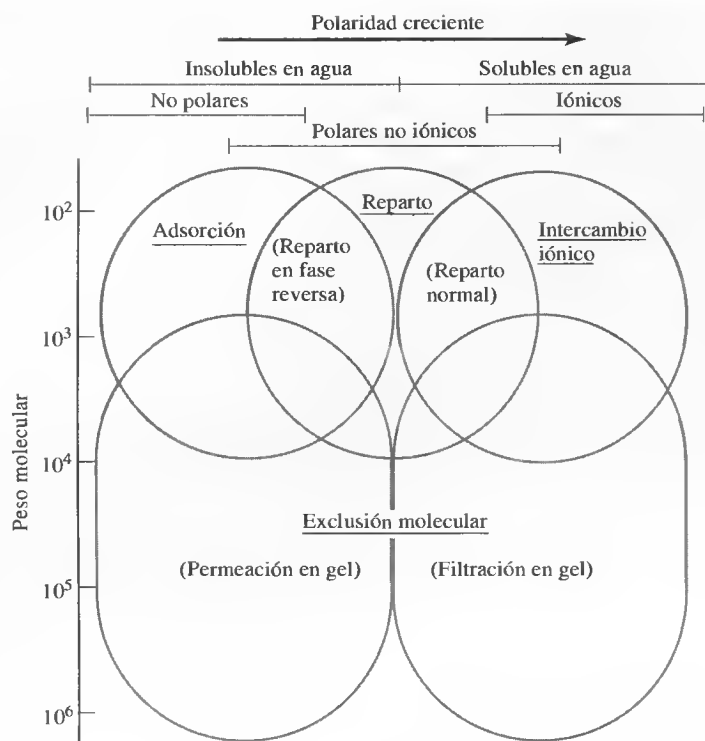 Polaridad creciente
Insolubles en agua
Solubles en agua
No polares
Iónicos
Polares no iónicos
10²
Reparto
Adsorción
Intercambio
iónico
(Reparto
en fase
reversa)
(Reparto
normal)
10³
Peso molecular
10⁴
Exclusión molecular
(Permeación en gel)
(Filtración en gel)
10⁵
10⁶